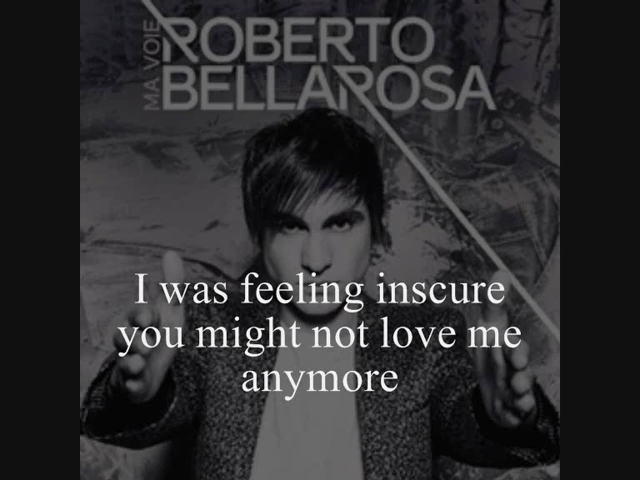 MA VOIE
ROBERTO
BELLAROSA
I was feeling inscure
you might not love me
anymore